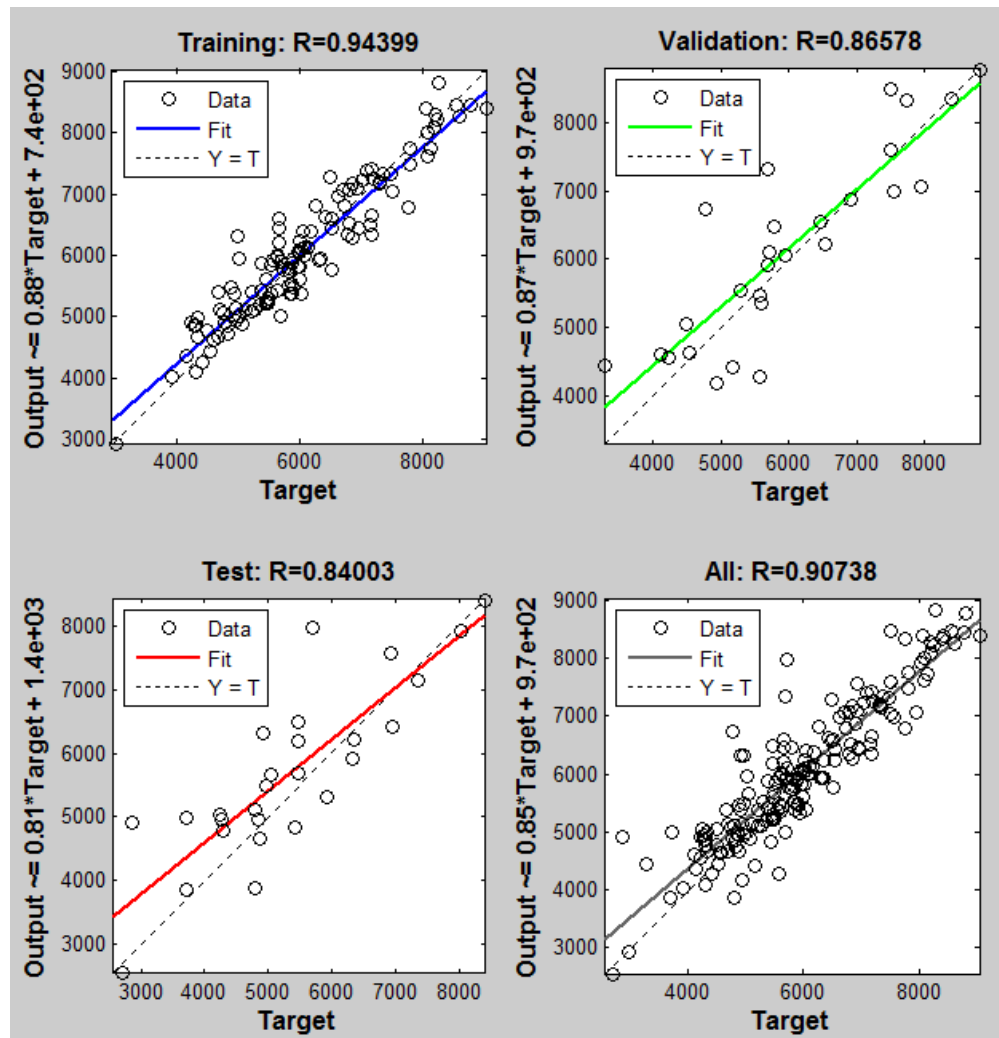 Training: R=0.94399
Output ~= 0.88*Target + 7.4e+02
9000
8000
7000
6000
5000
4000
3000
Data
Fit
Y = T
4000 6000 8000
Target
Validation: R=0.86578
Output ~= 0.87*Target + 9.7e+02
8000
7000
6000
5000
4000
Data
Fit
Y = T
4000 5000 6000 7000 8000
Target
Test: R=0.84003
Output ~= 0.81*Target + 1.4e+03
8000
7000
6000
5000
4000
3000
Data
Fit
Y = T
3000 4000 5000 6000 7000 8000
Target
All: R=0.90738
Output ~= 0.85*Target + 9.7e+02
9000
8000
7000
6000
5000
4000
3000
Data
Fit
Y = T
4000 6000 8000
Target